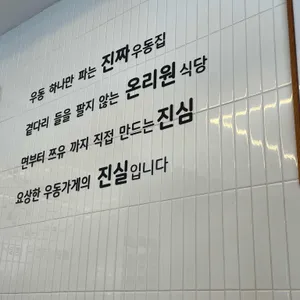 우동 하나만 파는 진짜우동집
곁다리 들을 팔지 않는 온리원 식당
면부터 쯔유 까지 직접 만드는 진심
요상한 우동가게의 진실입니다